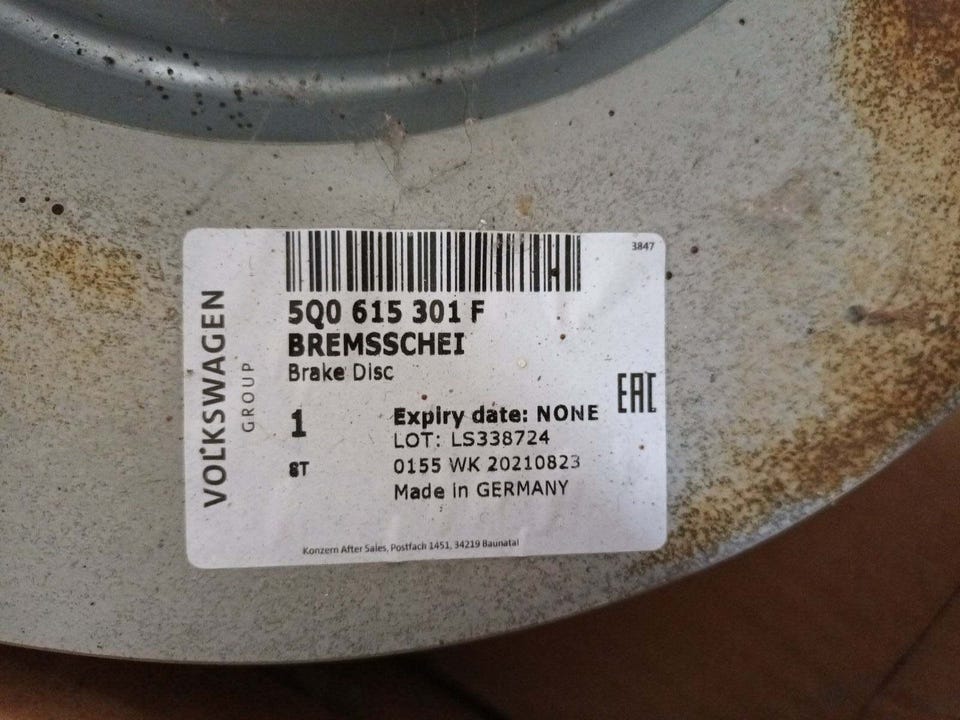 3847
5Q0 615 301 F
BREMSSCHEI
Brake Disc
VOLKSWAGEN
GROUP
EAC
1
ST
Expiry date: NONE
LOT: LS338724
0155 WK 20210823
Made in GERMANY
Konzern After Sales, Postfach 1451, 34219 Baunatal